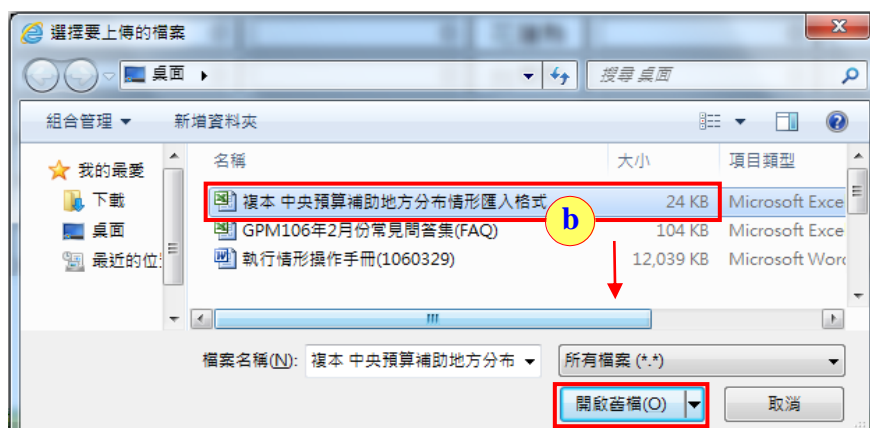 選擇要上傳的檔案
桌面
搜尋 桌面
組合管理
新增資料夾
名稱 大小 項目類型
我的最愛
下載
桌面
最近的位
複本 中央預算補助地方分布情形匯入格式 24 KB Microsoft Exce
GPM106年2月份常見問答集(FAQ) 104 KB Microsoft Exce
執行情形操作手冊(1060329) 12,039 KB Microsoft Word
b
檔案名稱(N): 複本 中央預算補助地方分布 所有檔案 (*.*)
開啟舊檔(O) 取消